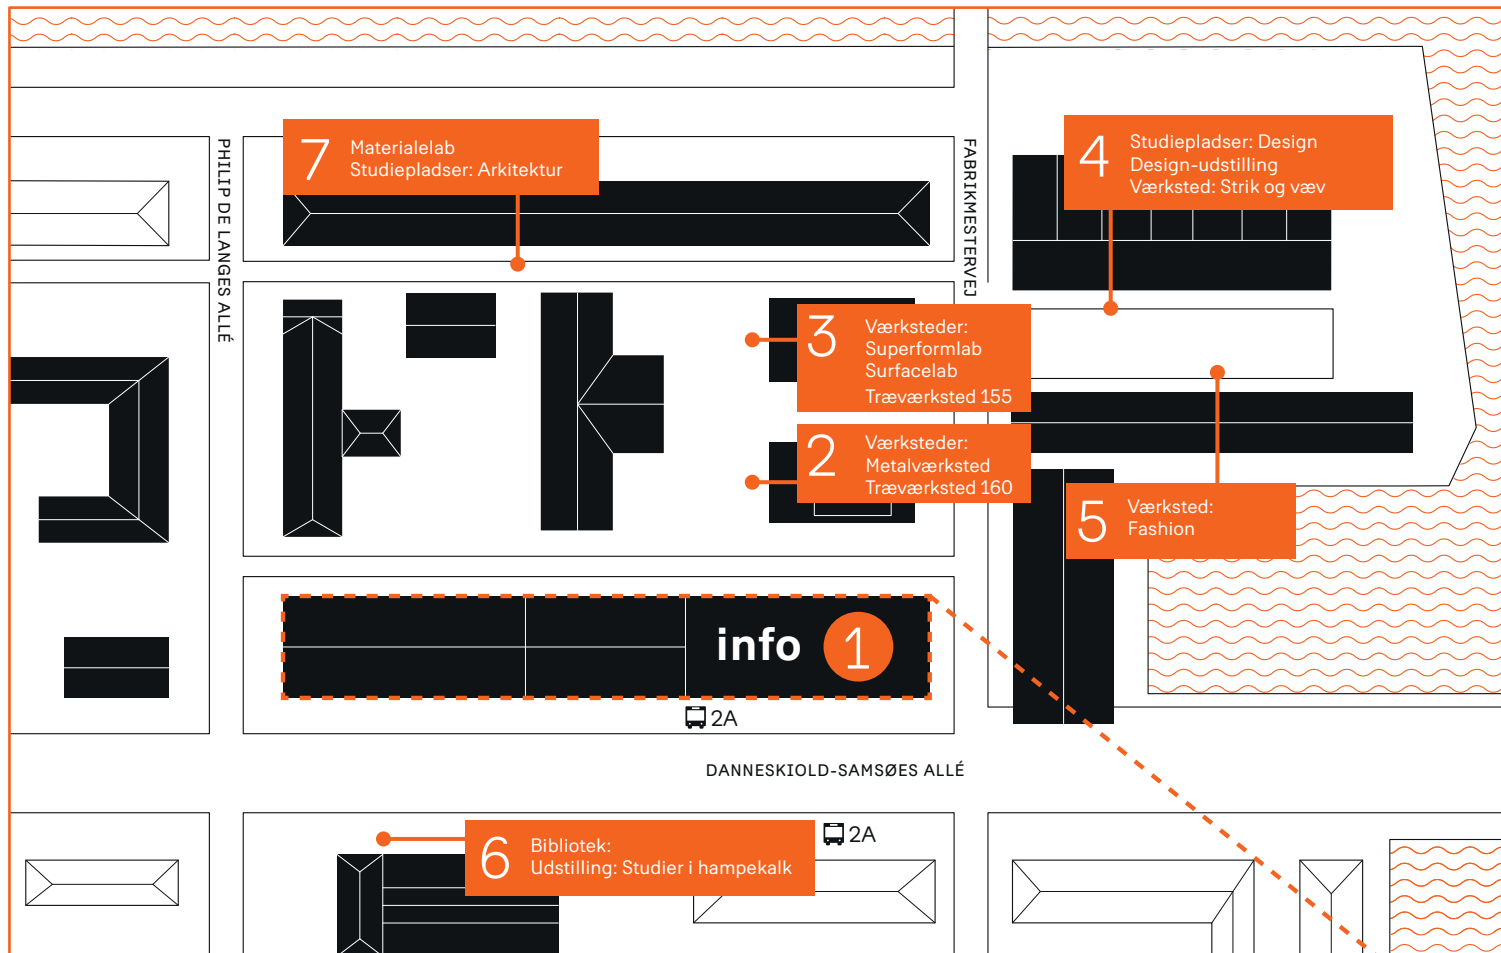 7
Materialelab
Studiepladser: Arkitektur
4
Studiepladser: Design
Design-udstilling
Værksted: Strik og væv
PHILIP DE LANGES ALLÉ
FABRIKMESTERVEJ
3
Værksteder:
Superformlab
Surfacelab
Træværksted 155
2
Værksteder:
Metalværksted
Træværksted 160
5
Værksted:
Fashion
info 1
2A
DANNESKIOLD-SAMSØES ALLÉ
6
Bibliotek:
Udstilling: Studier i hampekalk
2A